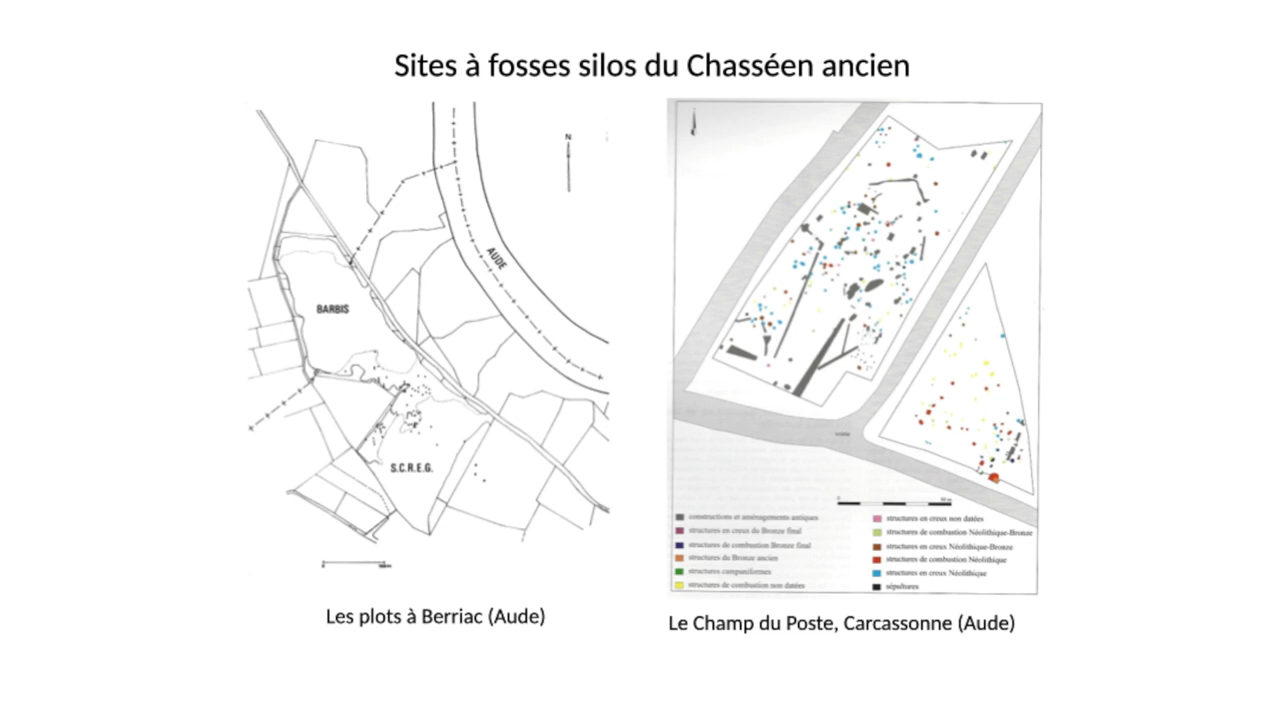 Sites à fosses silos du Chasséen ancien
N
AUDE
BARBIS
S.C.R.E.G.
0
Les plots à Berriac (Aude)
0
constructions et aménagements antiques
structures en creux du Bronze final
structures de combustion Bronze final
structures du Bronze ancien
structures campaniformes
structures de combustion non datées
structures en creux non datées
structures de combustion Néolithique-Bronze
structures en creux Néolithique-Bronze
structures de combustion Néolithique
structures en creux Néolithique
sépultures
Le Champ du Poste, Carcassonne (Aude)